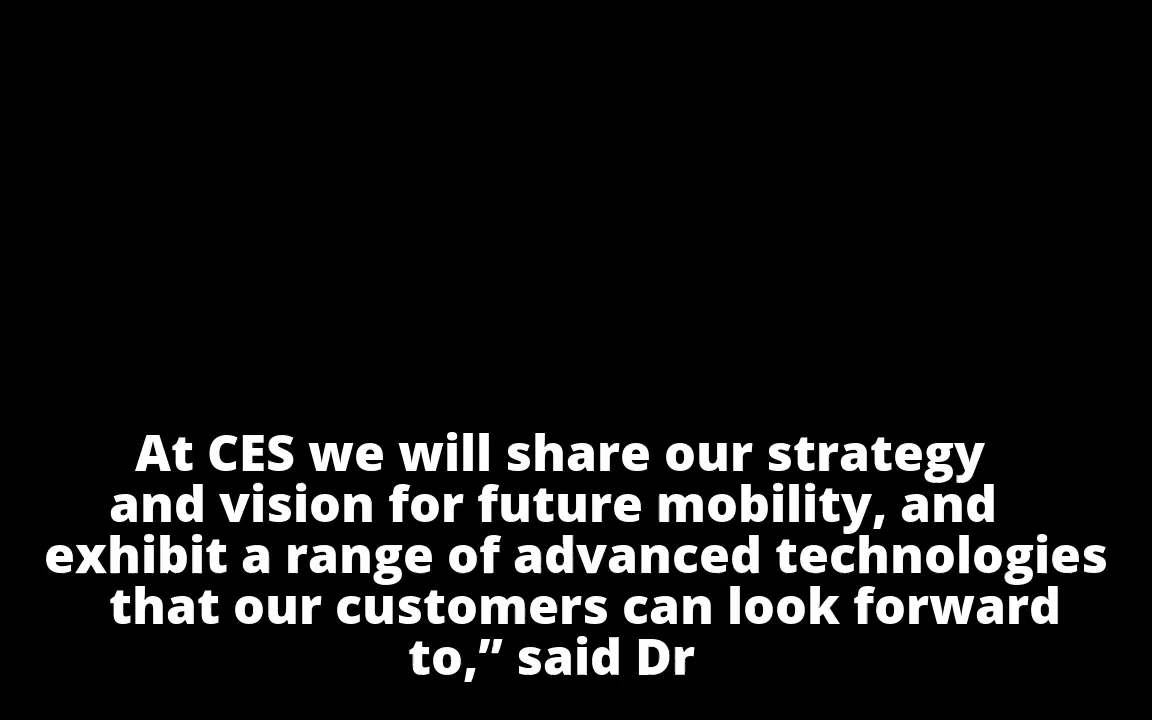 At CES we will share our strategy
and vision for future mobility, and
exhibit a range of advanced technologies
that our customers can look forward
to,” said Dr